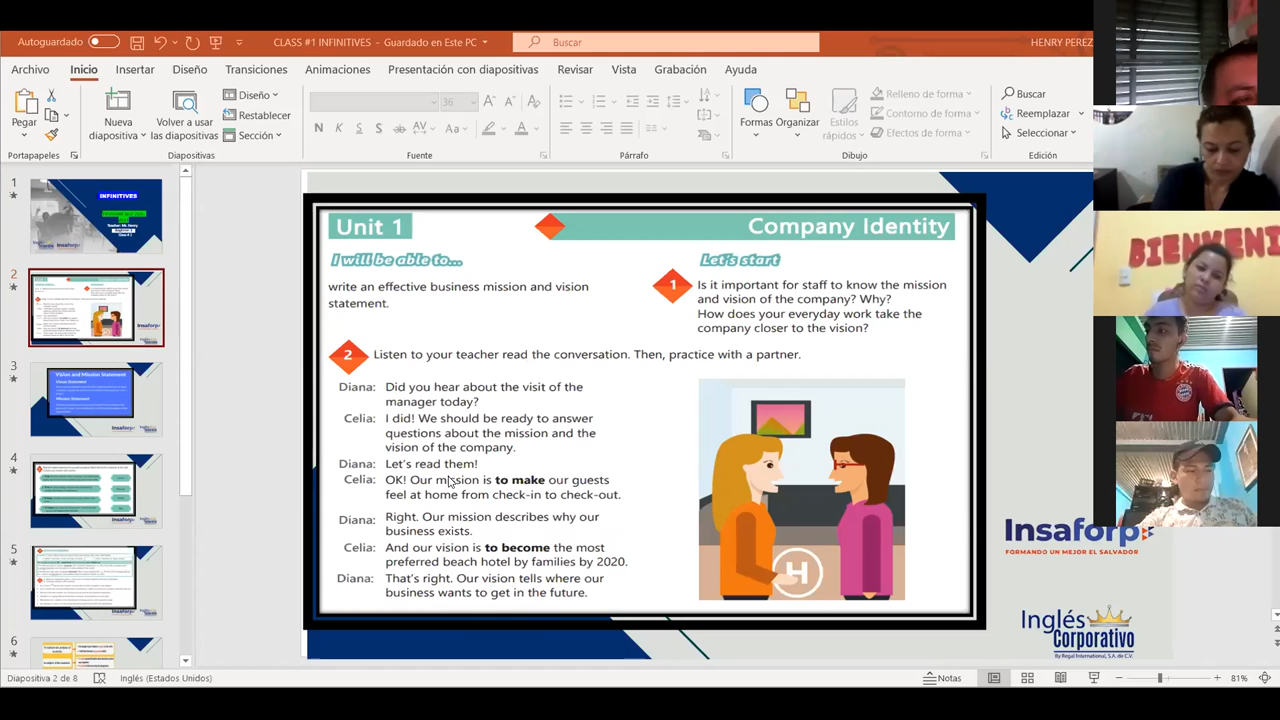 Autoguardado
CLASS #1 INFINITIVES - Guardado en Este PC
Buscar
HENRY PEREZ
Archivo Inicio Insertar Diseño Transiciones Animaciones Presentación con diapositivas Revisar Vista Grabación Ayuda
Pegar
Portapapeles
Nueva diapositiva
Volver a usar las diapositivas
Diseño
Restablecer
Sección
Diapositivas
36
N K S S AV Aa A
Fuente
Párrafo
Formas
Organizar
Estilos rápidos
Relleno de forma
Contorno de forma
Efectos de forma
Dibujo
Buscar
Reemplazar
Seleccionar
Edición
BIENVENI
1
INFINITIVES
2
3
Vision and Mission Statement
4
5
6
Unit 1
Company Identity
I will be able to...
write an effective business mission and vision
statement.
Let's start
1
Is it important for staff to know the mission
and vision of the company? Why?
How does your everyday work take the
company closer to the vision?
2
Listen to your teacher read the conversation. Then, practice with a partner.
Diana: Did you hear about the visit of the
manager today?
Celia: I did! We should be ready to answer
questions about the mission and the
vision of the company.
Diana: Let's read them!
Celia: OK! Our mission is to make our guests
feel at home from check-in to check-out.
Diana: Right. Our mission describes why our
business exists.
Celia: And our vision is to become the most
preferred beach hotel by families by 2020.
Diana: That's right. Our vision tells where our
business wants to get in the future.
H
Insaforp
FORMANDO UN MEJOR EL SALVADOR
Inglés
Corporativo
By Regal International, S.A. de C.V.
Diapositiva 2 de 8
Inglés (Estados Unidos)
Notas
81%